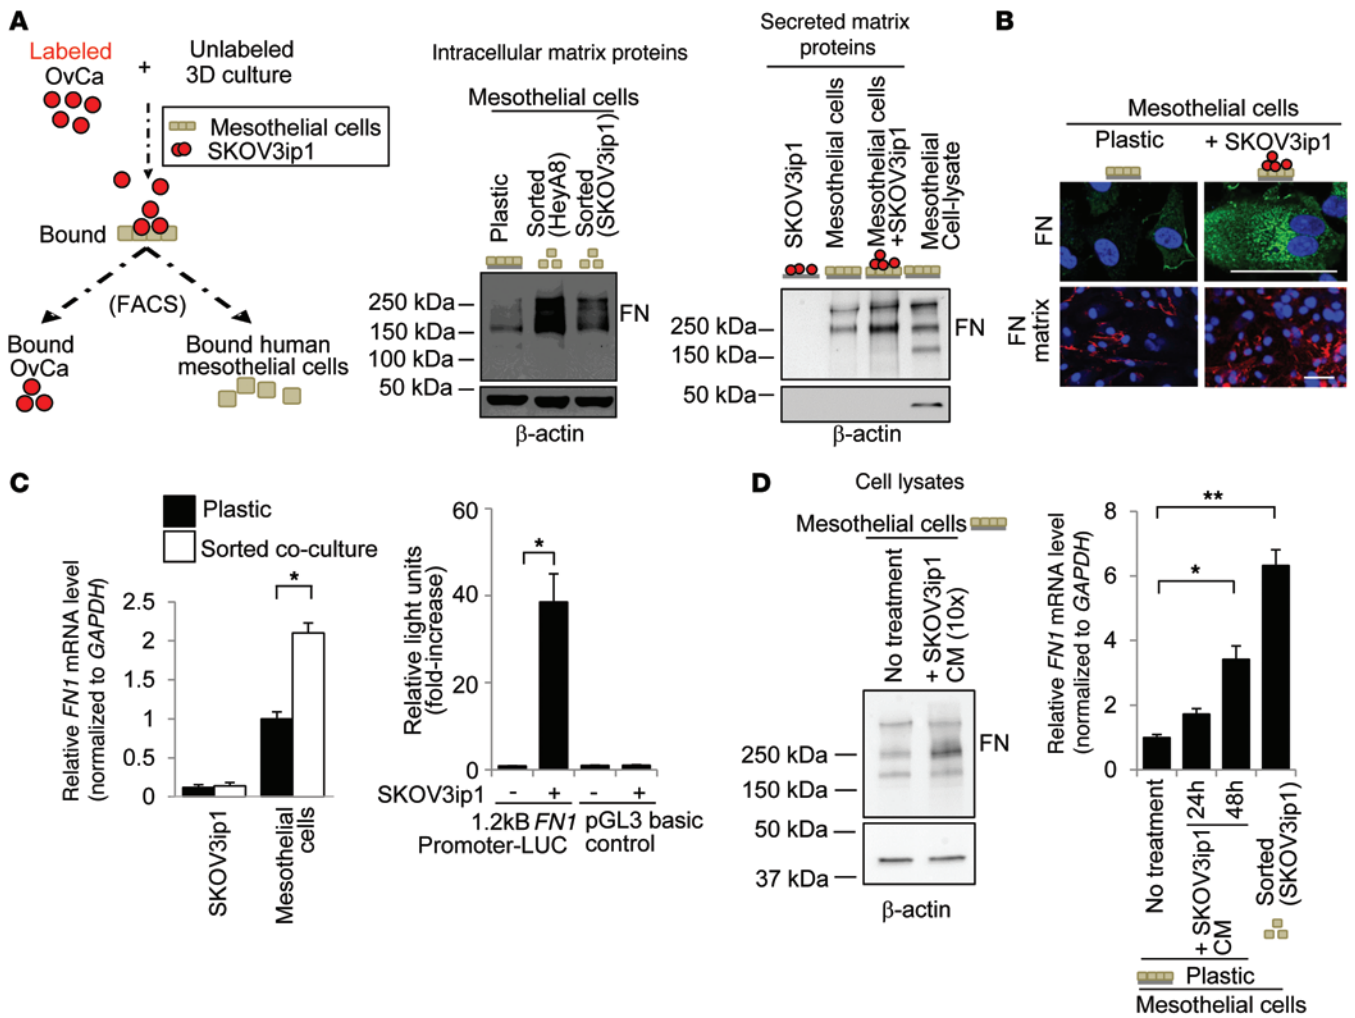 A
Labeled
OvCa
+
Unlabeled
3D culture
Mesothelial cells
SKOV3ip1
Bound
(FACS)
Bound
OvCa
Bound human
mesothelial cells
Intracellular matrix proteins
Mesothelial cells
Plastic
Sorted
(HeyA8)
Sorted
(SKOV3ip1)
250 kDa
150 kDa
100 kDa
50 kDa
FN
β-actin
Secreted matrix
proteins
SKOV3ip1
Mesothelial cells
Mesothelial cells
+SKOV3ip1
Mesothelial
Cell-lysate
250 kDa
150 kDa
50 kDa
FN
β-actin
B
Mesothelial cells
Plastic
+ SKOV3ip1
FN
FN
matrix
C
Plastic
Sorted co-culture
Relative FN1 mRNA level
(normalized to GAPDH)
2.5
2
1.5
1
0.5
0
*
SKOV3ip1
Mesothelial
cells
Relative light units
(fold-increase)
60
40
20
0
*
SKOV3ip1
- + - +
1.2kB FN1
Promoter-LUC
pGL3 basic
control
D
Cell lysates
Mesothelial cells
No treatment
+ SKOV3ip1
CM (10x)
250 kDa
150 kDa
50 kDa
37 kDa
FN
β-actin
Relative FN1 mRNA level
(normalized to GAPDH)
8
6
4
2
0
**
*
No treatment
24h
48h
+ SKOV3ip1
CM
Sorted
(SKOV3ip1)
Plastic
Mesothelial cells